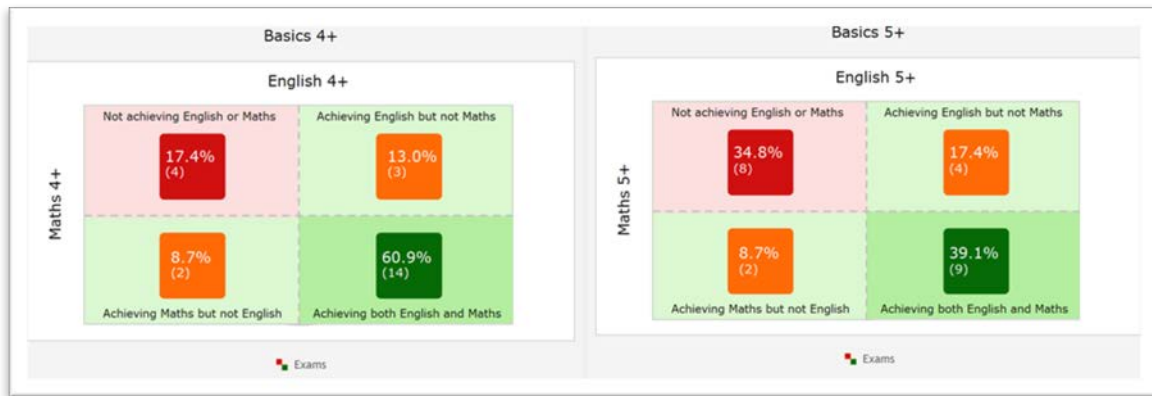 Basics 4+
English 4+
Maths 4+
Not achieving English or Maths
17.4%
(4)
Achieving English but not Maths
13.0%
(3)
8.7%
(2)
Achieving Maths but not English
60.9%
(14)
Achieving both English and Maths
Exams
Basics 5+
English 5+
Maths 5+
Not achieving English or Maths
34.8%
(8)
Achieving English but not Maths
17.4%
(4)
8.7%
(2)
Achieving Maths but not English
39.1%
(9)
Achieving both English and Maths
Exams